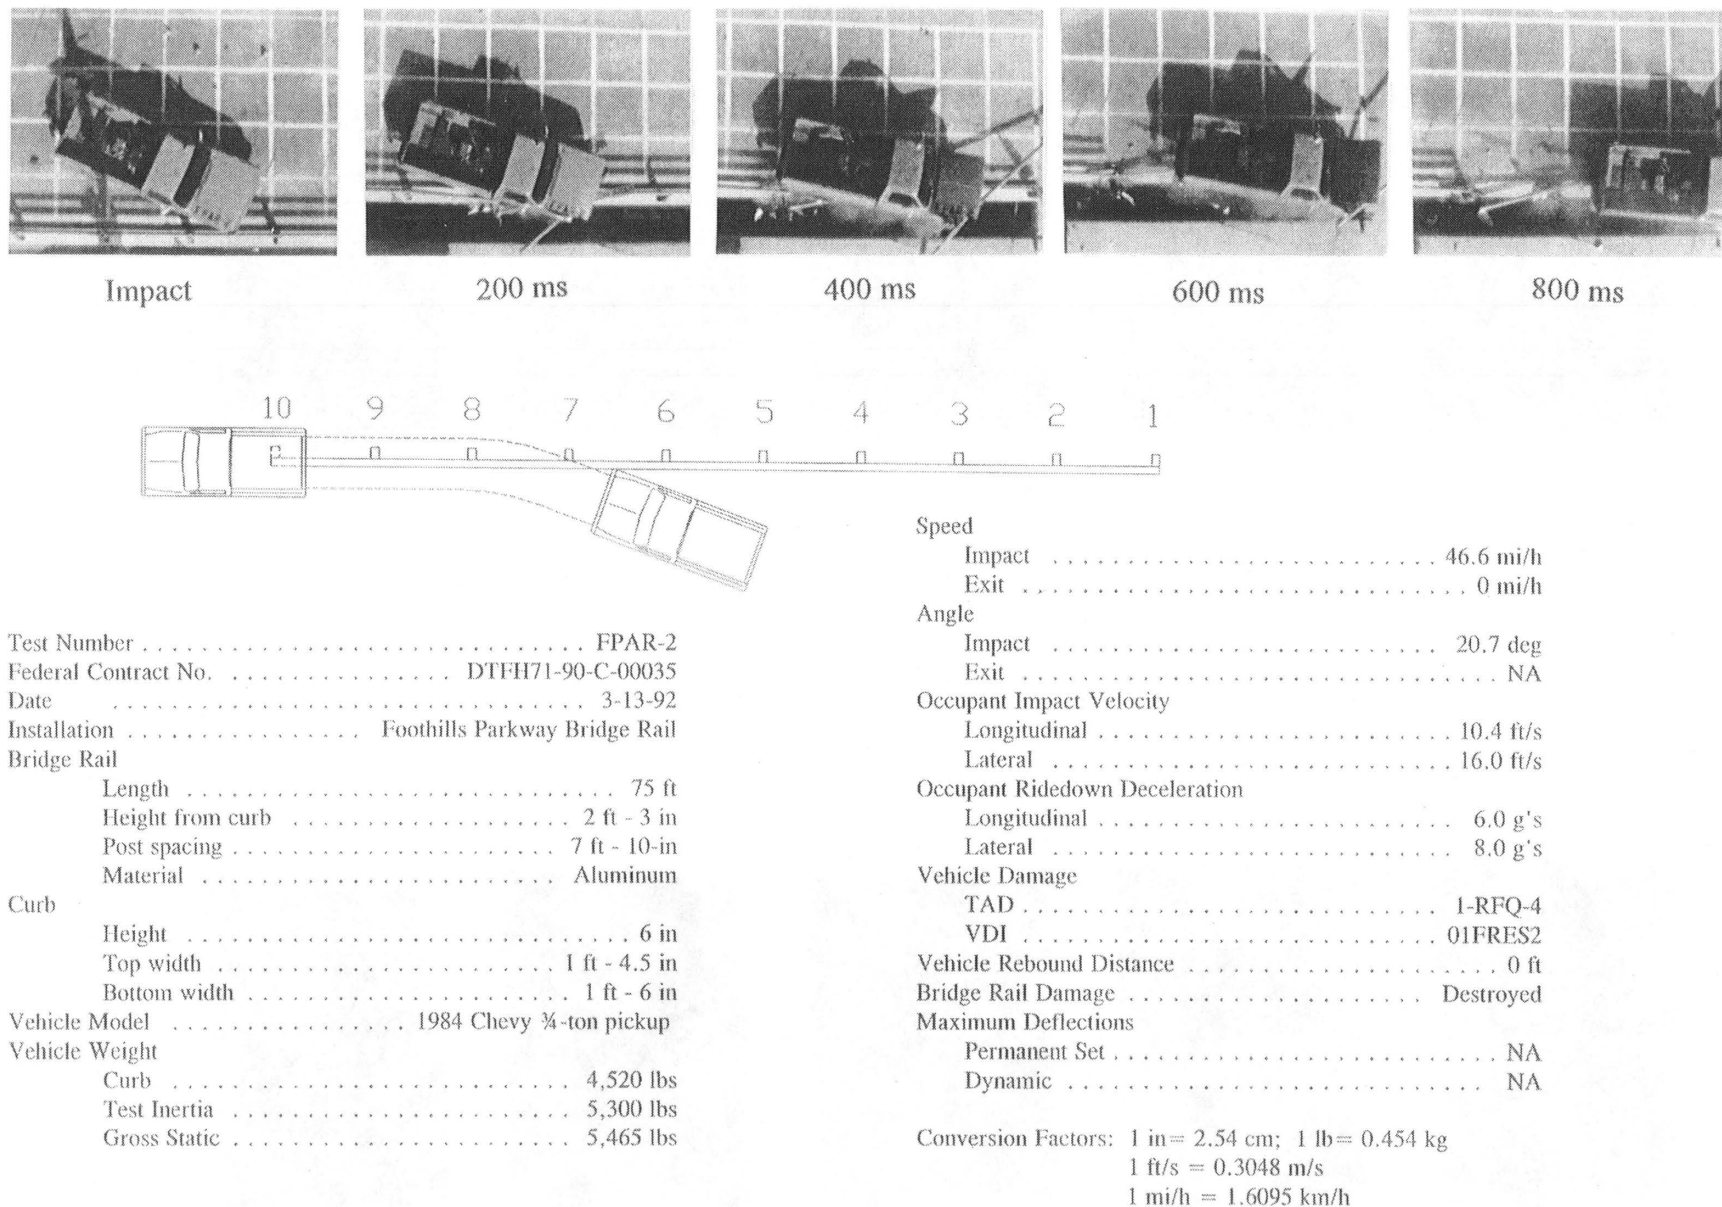 Impact
200 ms
400 ms
600 ms
800 ms
10 9 8 7 6 5 4 3 2 1
Test Number . . . . . . . . . . . . . . . . . . . . . . . . . . . . FPAR-2
Federal Contract No. . . . . . . . . . . . . . . . . DTFH71-90-C-00035
Date . . . . . . . . . . . . . . . . . . . . . . . . . . . . . 3-13-92
Installation . . . . . . . . . . . . . . . . Foothills Parkway Bridge Rail
Bridge Rail
Length . . . . . . . . . . . . . . . . . . . . . . . . . . 75 ft
Height from curb . . . . . . . . . . . . . . . . . . 2 ft - 3 in
Post spacing . . . . . . . . . . . . . . . . . . . . . 7 ft - 10-in
Material . . . . . . . . . . . . . . . . . . . . . . Aluminum
Curb
Height . . . . . . . . . . . . . . . . . . . . . . . . . . . 6 in
Top width . . . . . . . . . . . . . . . . . . . . . 1 ft - 4.5 in
Bottom width . . . . . . . . . . . . . . . . . . . . 1 ft - 6 in
Vehicle Model . . . . . . . . . . . . . . 1984 Chevy ¾-ton pickup
Vehicle Weight
Curb . . . . . . . . . . . . . . . . . . . . . . . . . 4,520 lbs
Test Inertia . . . . . . . . . . . . . . . . . . . . . 5,300 lbs
Gross Static . . . . . . . . . . . . . . . . . . . . . 5,465 lbs
Speed
Impact . . . . . . . . . . . . . . . . . . . . . . . . 46.6 mi/h
Exit . . . . . . . . . . . . . . . . . . . . . . . . . . . . 0 mi/h
Angle
Impact . . . . . . . . . . . . . . . . . . . . . . . . 20.7 deg
Exit . . . . . . . . . . . . . . . . . . . . . . . . . . . . . NA
Occupant Impact Velocity
Longitudinal . . . . . . . . . . . . . . . . . . . . . . 10.4 ft/s
Lateral . . . . . . . . . . . . . . . . . . . . . . . . . 16.0 ft/s
Occupant Ridedown Deceleration
Longitudinal . . . . . . . . . . . . . . . . . . . . . . 6.0 g's
Lateral . . . . . . . . . . . . . . . . . . . . . . . . . 8.0 g's
Vehicle Damage
TAD . . . . . . . . . . . . . . . . . . . . . . . . . . 1-RFQ-4
VDI . . . . . . . . . . . . . . . . . . . . . . . . . . 01FRES2
Vehicle Rebound Distance . . . . . . . . . . . . . . . . . . . 0 ft
Bridge Rail Damage . . . . . . . . . . . . . . . . . . . Destroyed
Maximum Deflections
Permanent Set . . . . . . . . . . . . . . . . . . . . . . . . NA
Dynamic . . . . . . . . . . . . . . . . . . . . . . . . . . NA
Conversion Factors: 1 in= 2.54 cm; 1 lb= 0.454 kg
1 ft/s = 0.3048 m/s
1 mi/h = 1.6095 km/h